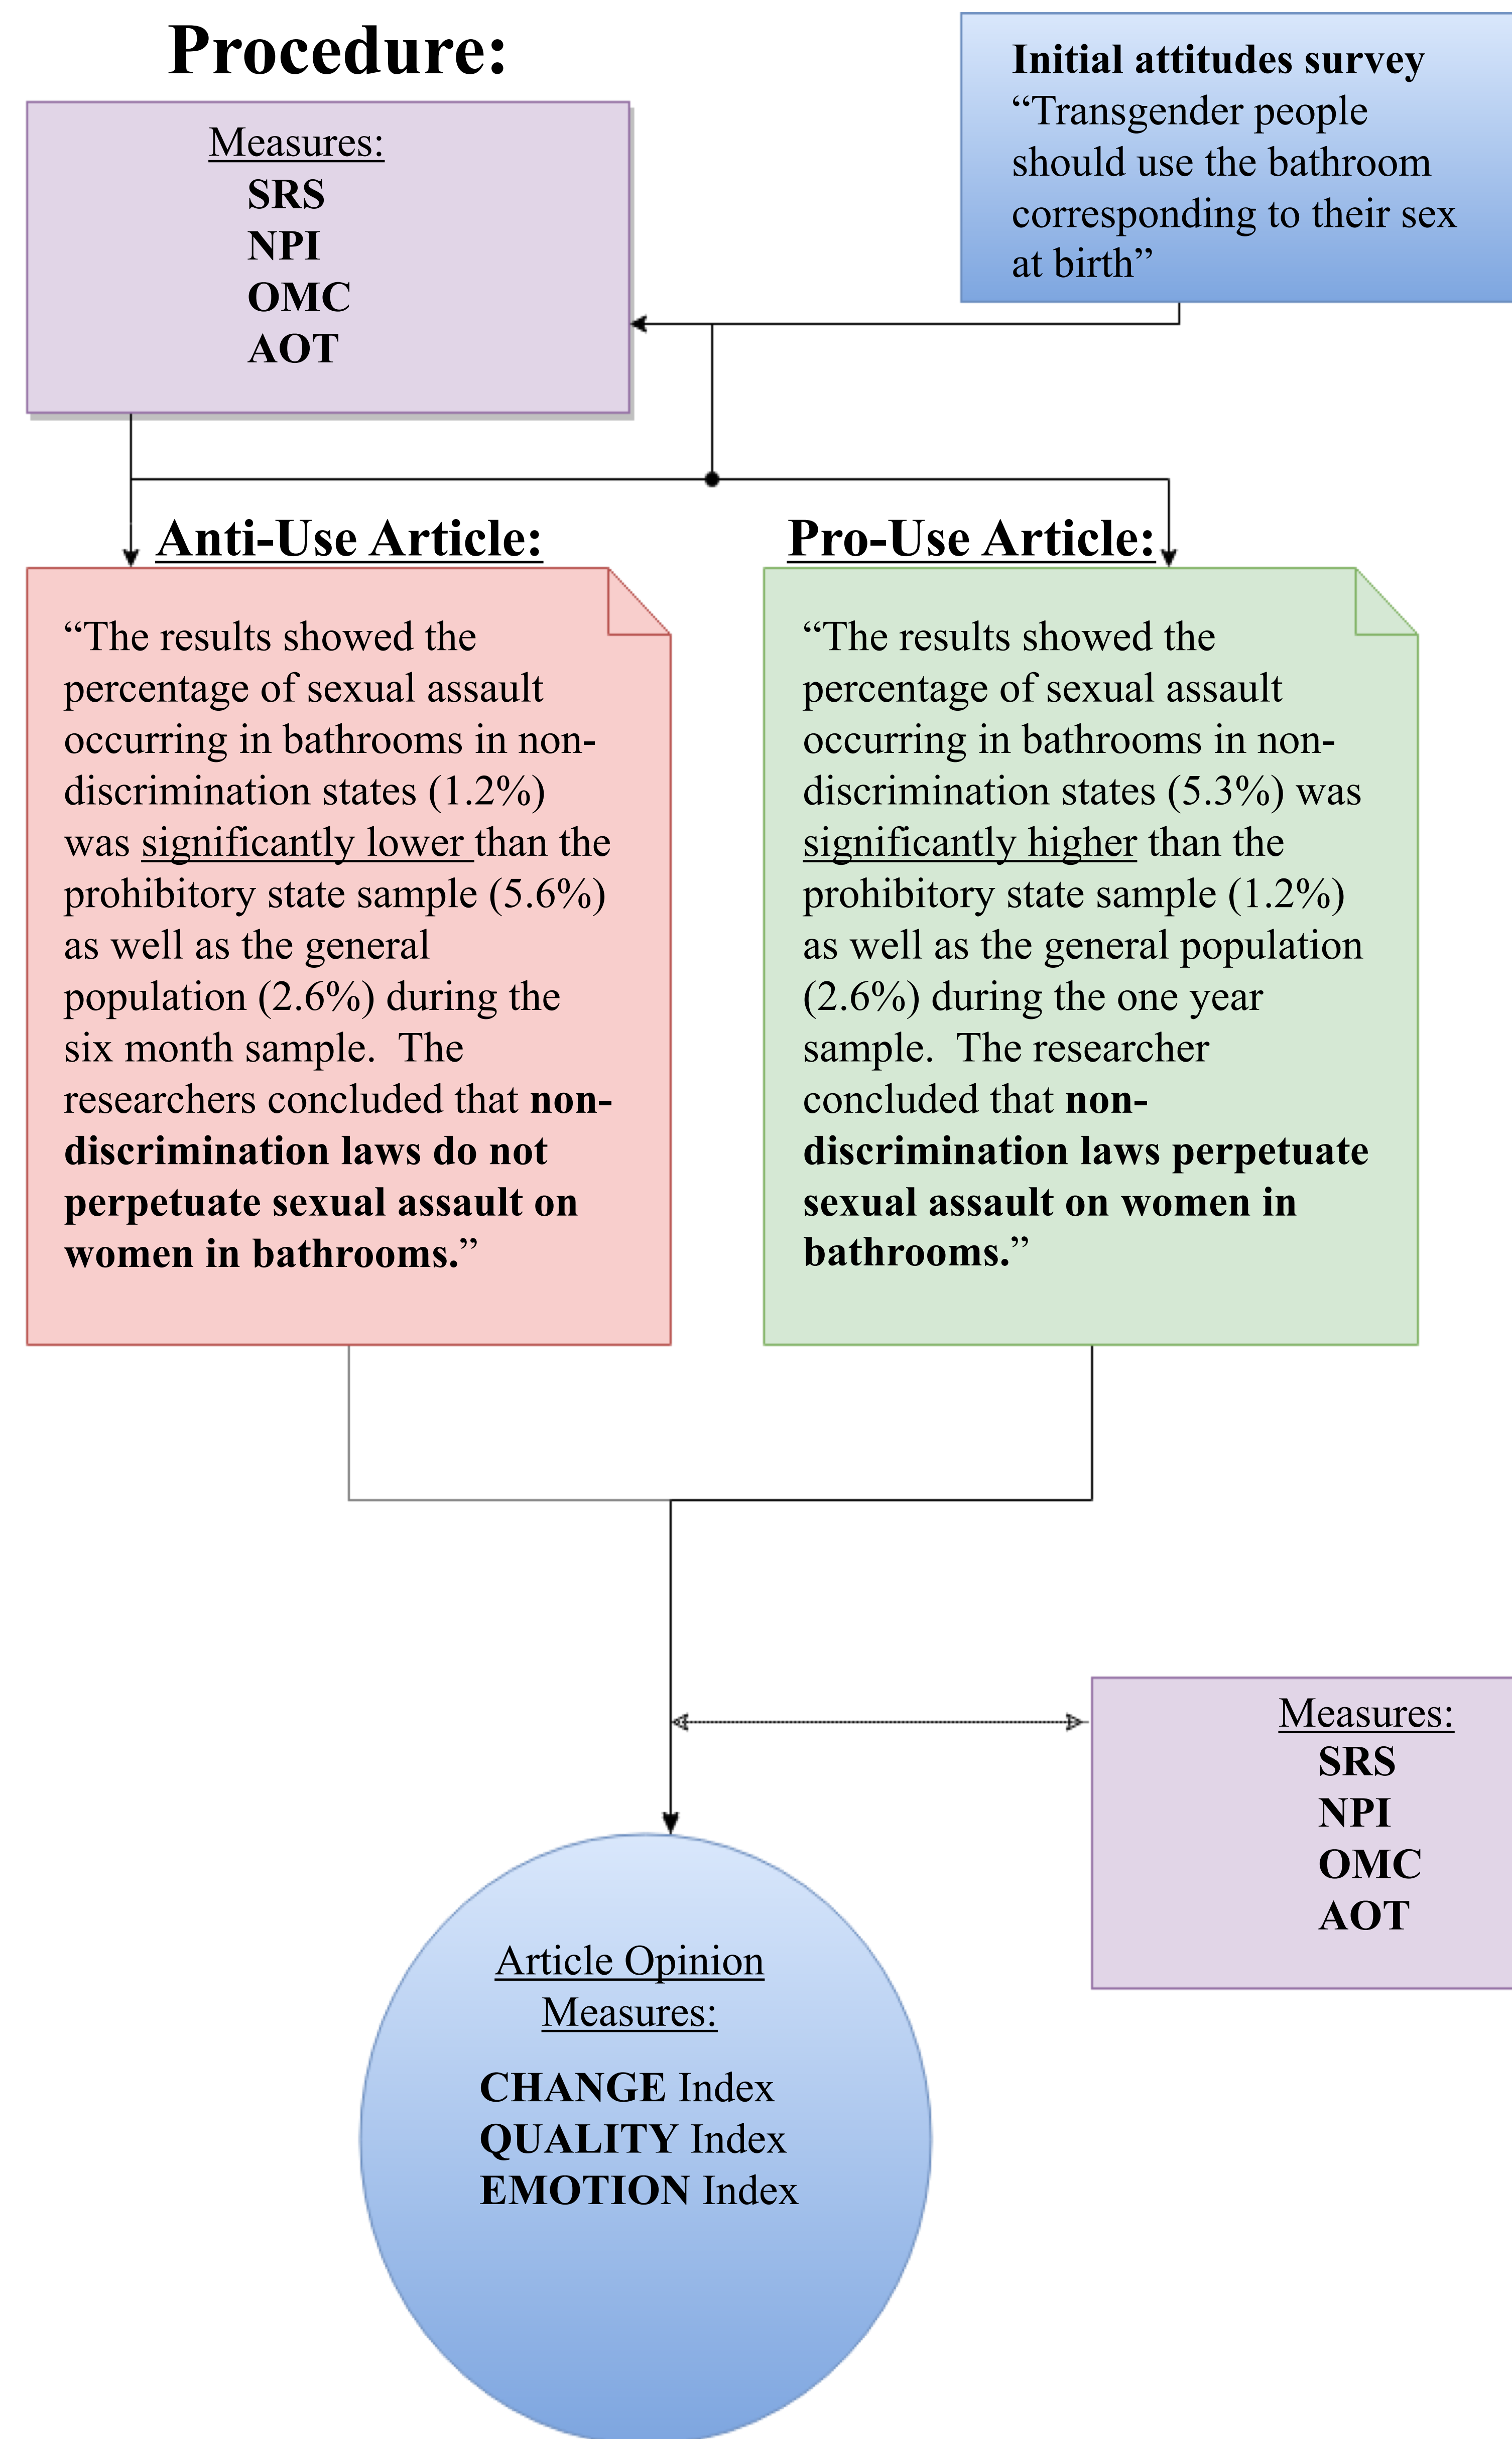 Procedure:
Measures:
SRS
NPI
OMC
AOT
Initial attitudes survey
“Transgender people
should use the bathroom
corresponding to their sex
at birth”
Anti-Use Article:
“The results showed the
percentage of sexual assault
occurring in bathrooms in non-
discrimination states (1.2%)
was significantly lower than the
prohibitory state sample (5.6%)
as well as the general
population (2.6%) during the
six month sample.  The
researchers concluded that non-
discrimination laws do not
perpetuate sexual assault on
women in bathrooms.”
Pro-Use Article:
“The results showed the
percentage of sexual assault
occurring in bathrooms in non-
discrimination states (5.3%) was
significantly higher than the
prohibitory state sample (1.2%)
as well as the general population
(2.6%) during the one year
sample.  The researcher
concluded that non-
discrimination laws perpetuate
sexual assault on women in
bathrooms.”
Measures:
SRS
NPI
OMC
AOT
Article Opinion
Measures:
CHANGE Index
QUALITY Index
EMOTION Index